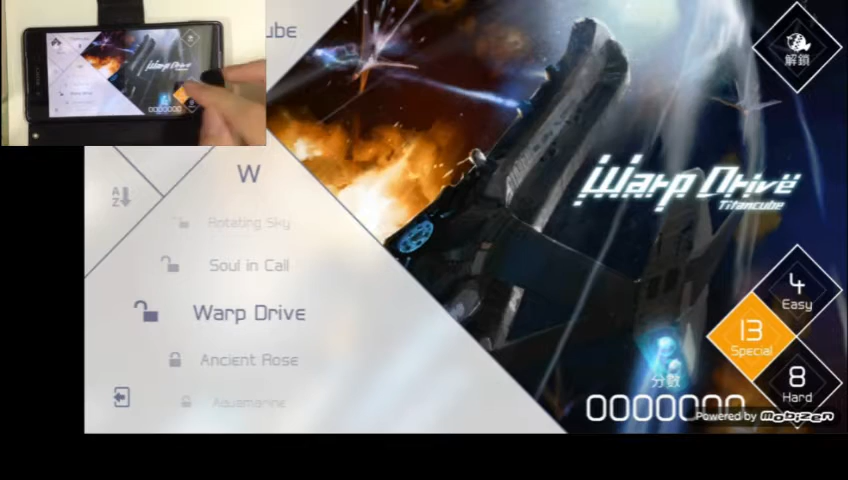 ube
解鎖
W
A
Z
Rotating Sky
Soul in Call
Warp Drive
Ancient Rose
Aquamarine
Warp Drive
Titancube
4
Easy
13
Special
8
Hard
分數
0000000
Powered by Mobizen